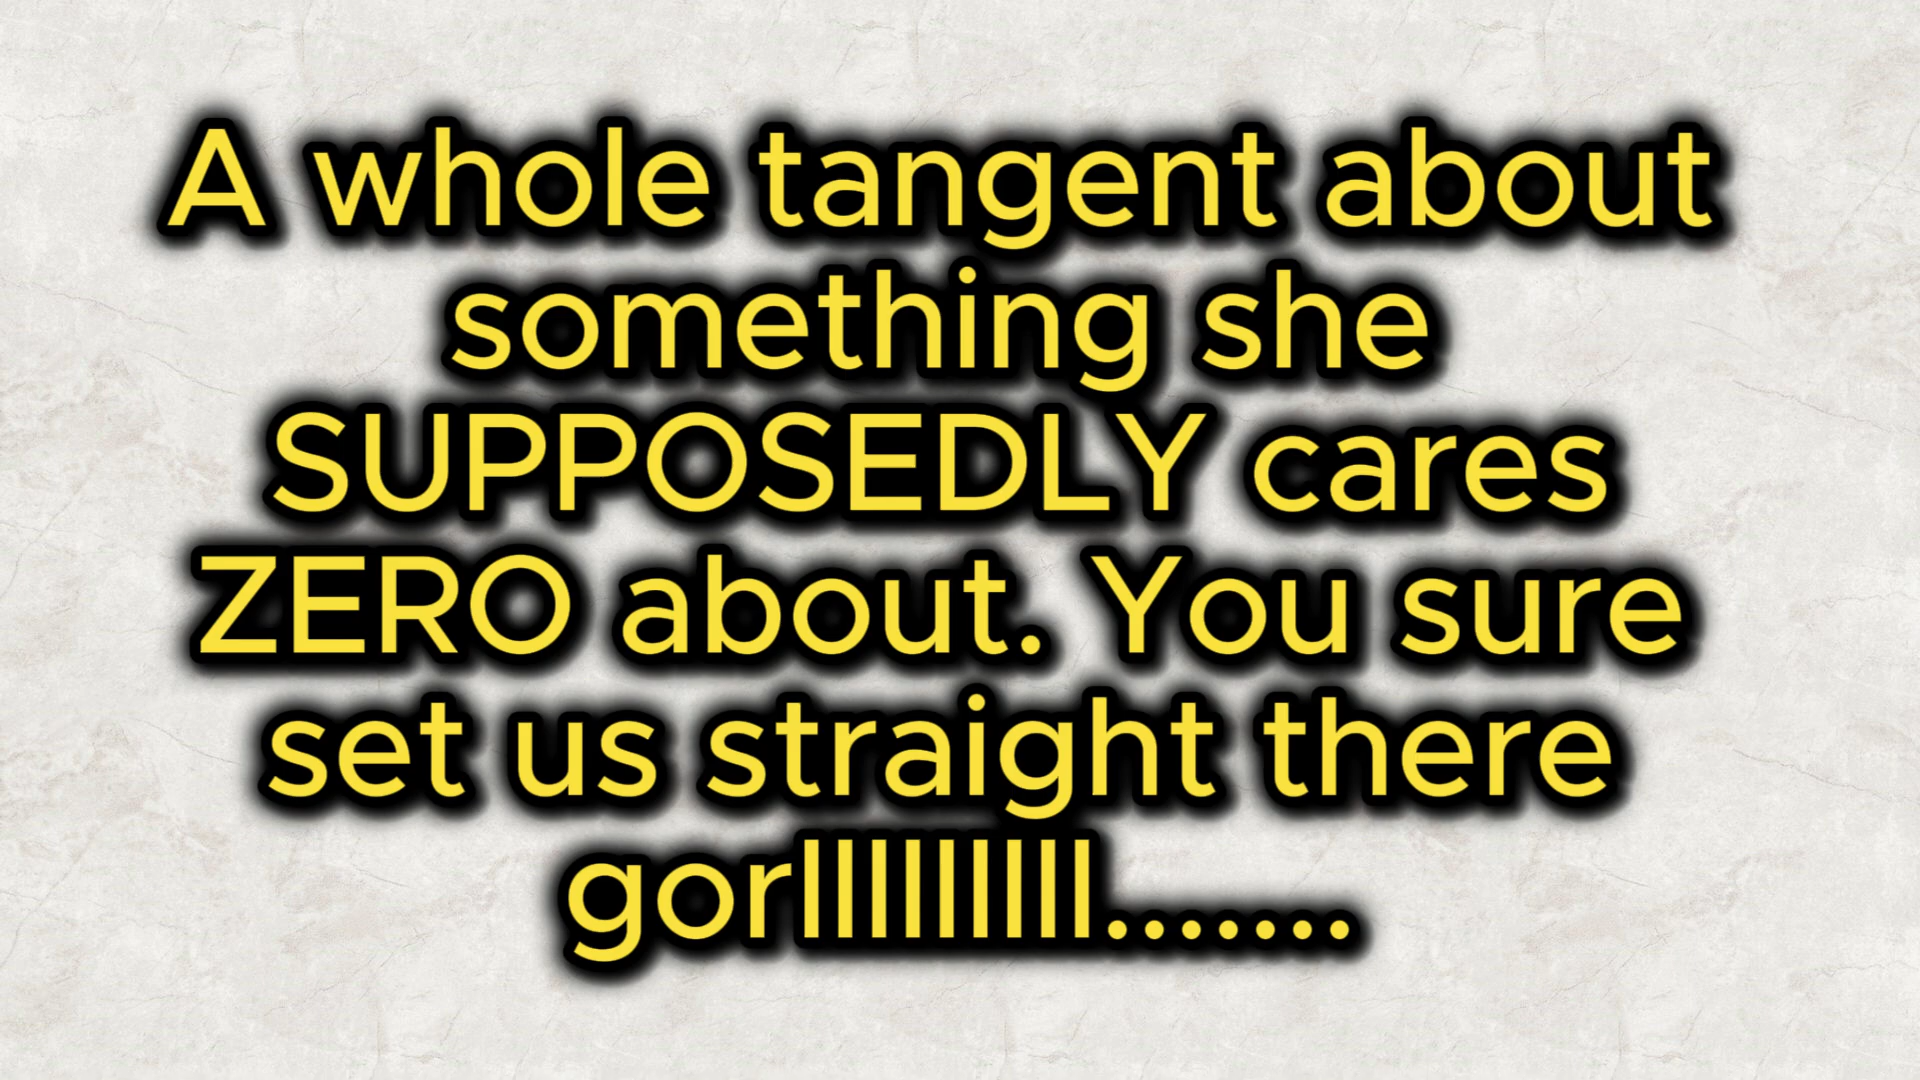 A whole tangent about
something she
SUPPOSEDLY cares
ZERO about. You sure
set us straight there
gorlllllllll.......